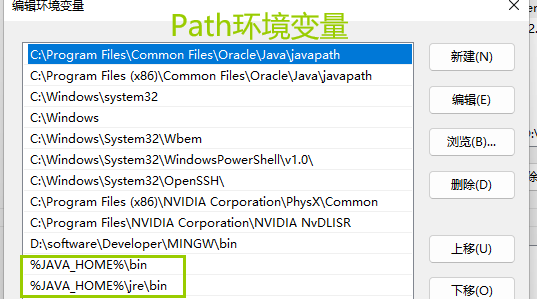 编辑环境变量
Path环境变量
C:\Program Files\Common Files\Oracle\Java\javapath
C:\Program Files (x86)\Common Files\Oracle\Java\javapath
C:\Windows\system32
C:\Windows
C:\Windows\System32\Wbem
C:\Windows\System32\WindowsPowerShell\v1.0\
C:\Windows\System32\OpenSSH\
C:\Program Files (x86)\NVIDIA Corporation\PhysX\Common
C:\Program Files\NVIDIA Corporation\NVIDIA NvDLISR
D:\software\Developer\MINGW\bin
%JAVA_HOME%\bin
%JAVA_HOME%\jre\bin
新建(N)
编辑(E)
浏览(B)...
删除(D)
上移(U)
下移(O)